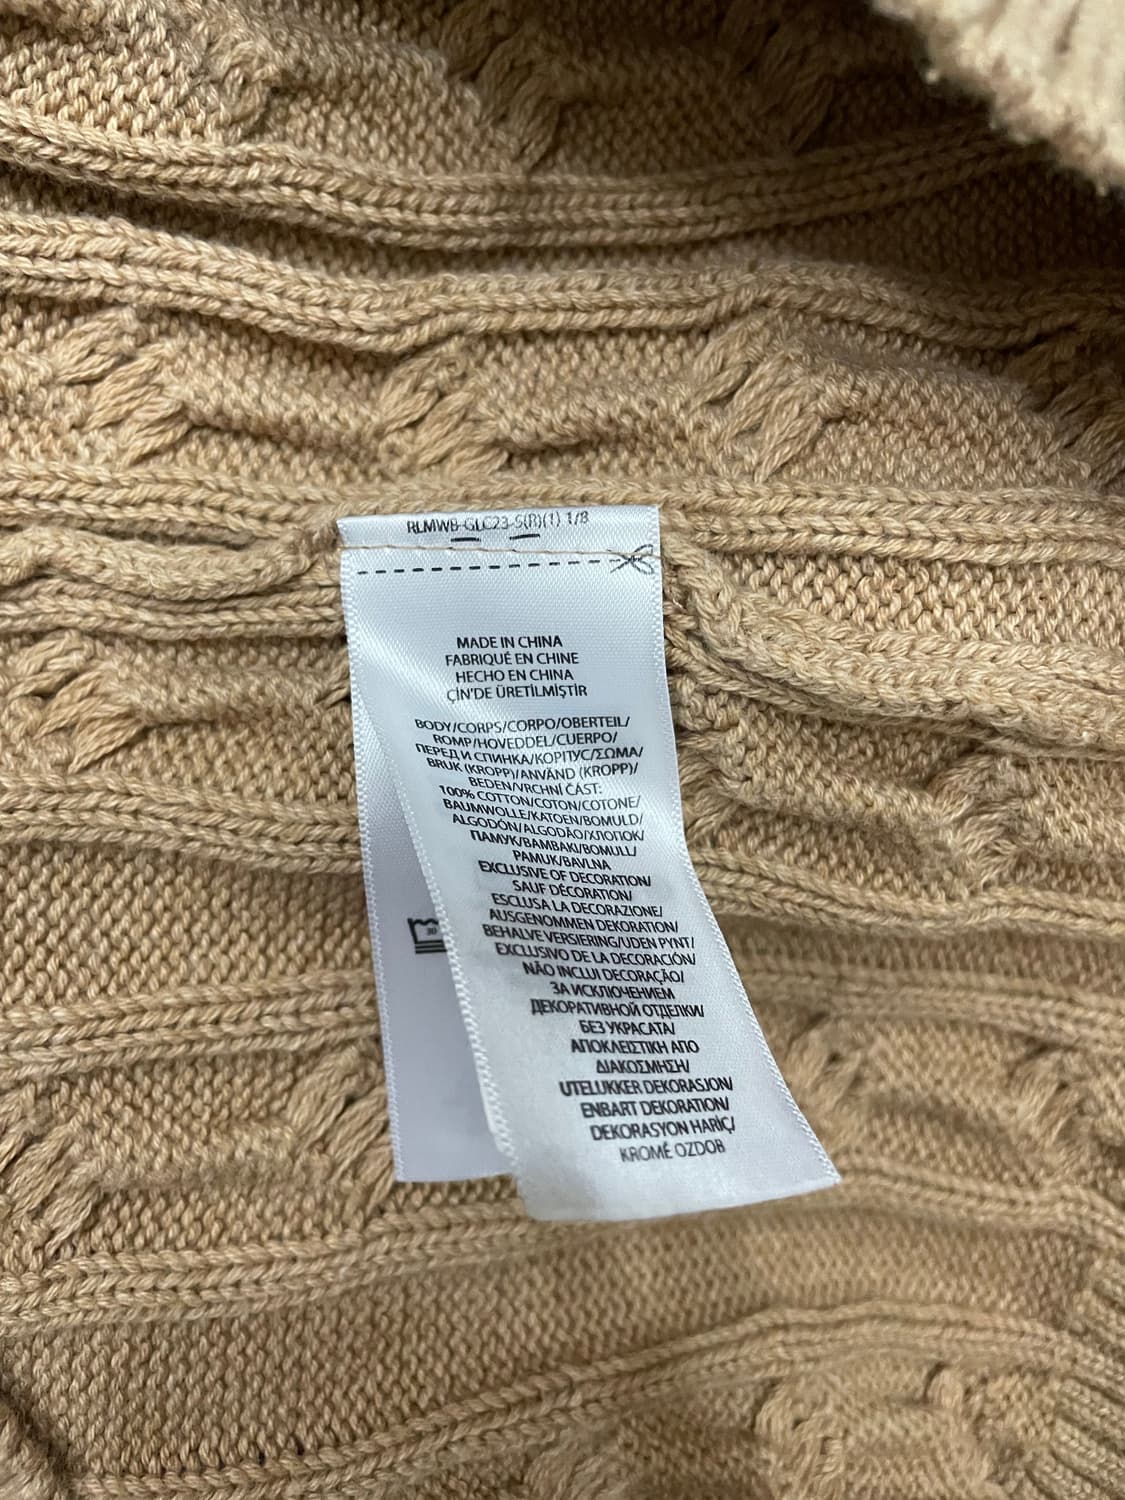 RLMWB-GLC23-S(R)(1) 1/8
MADE IN CHINA
FABRIQUÉ EN CHINE
HECHO EN CHINA
ÇİN'DE ÜRETİLMİŞTİR
BODY/CORPS/CORPO/OBERTEIL/
ROMP/HOVEDDEL/CUERPO/
ПЕРЕД И СПИНКА/КОРПУС/ΣΩΜΑ/
BRUK (KROPP)/ANVÄND (KROPP)/
BEDEN/VRCHNÍ ČÁST:
100% COTTON/COTON/COTONE/
BAUMWOLLE/KATOEN/BOMULD/
ALGODÓN/ALGODÃO/ХЛОПОК/
ПАМУК/ΒΑΜΒΑΚΙ/BOMULL/
PAMUK/BAVLNA
EXCLUSIVE OF DECORATION/
SAUF DÉCORATION/
ESCLUSA LA DECORAZIONE/
AUSGENOMMEN DEKORATION/
BEHALVE VERSIERING/UDEN PYNT/
EXCLUSIVO DE LA DECORACIÓN/
NÃO INCLUI DECORAÇÃO/
ЗА ИСКЛЮЧЕНИЕМ
ДЕКОРАТИВНОЙ ОТДЕЛКИ/
БЕЗ УКРАСАТА/
ΑΠΟΚΛΕΙΣΤΙΚΗ ΑΠΟ
ΔΙΑΚΟΣΜΗΣΗ/
UTELUKKER DEKORASJON/
ENBART DEKORATION/
DEKORASYON HARİÇ/
KROMĚ OZDOB
30